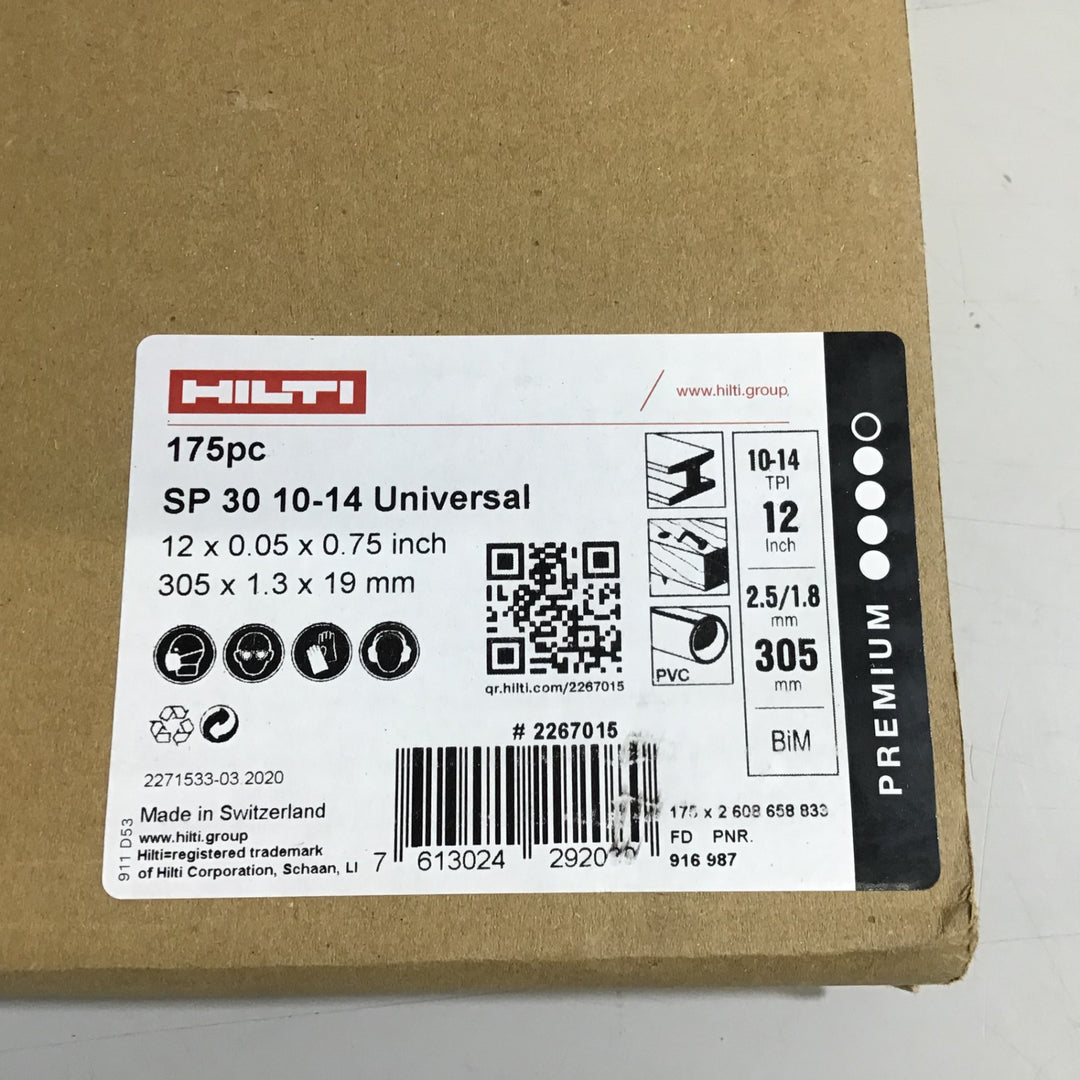 HILTI
www.hilti.group
175pc
SP 30 10-14 Universal
12 x 0.05 x 0.75 inch
305 x 1.3 x 19 mm
qr.hilti.com/2267015
PVC
10-14
TPI
12
Inch
2.5/1.8
mm
305
mm
BiM
PREMIUM
# 2267015
2271533-03.2020
Made in Switzerland
www.hilti.group
Hilti=registered trademark
of Hilti Corporation, Schaan, LI
911 D53
7 613024 2920
175 x 2 608 658 833
FD PNR.
916 987